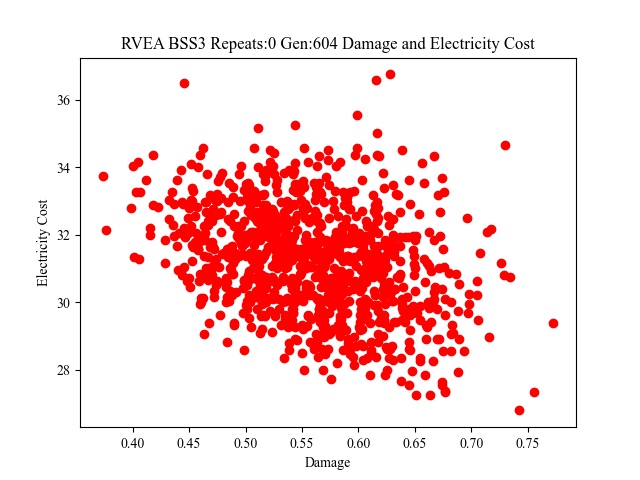 RVEA BSS3 Repeats:0 Gen:604 Damage and Electricity Cost
36
34
32
30
28
Electricity Cost
0.40 0.45 0.50 0.55 0.60 0.65 0.70 0.75
Damage